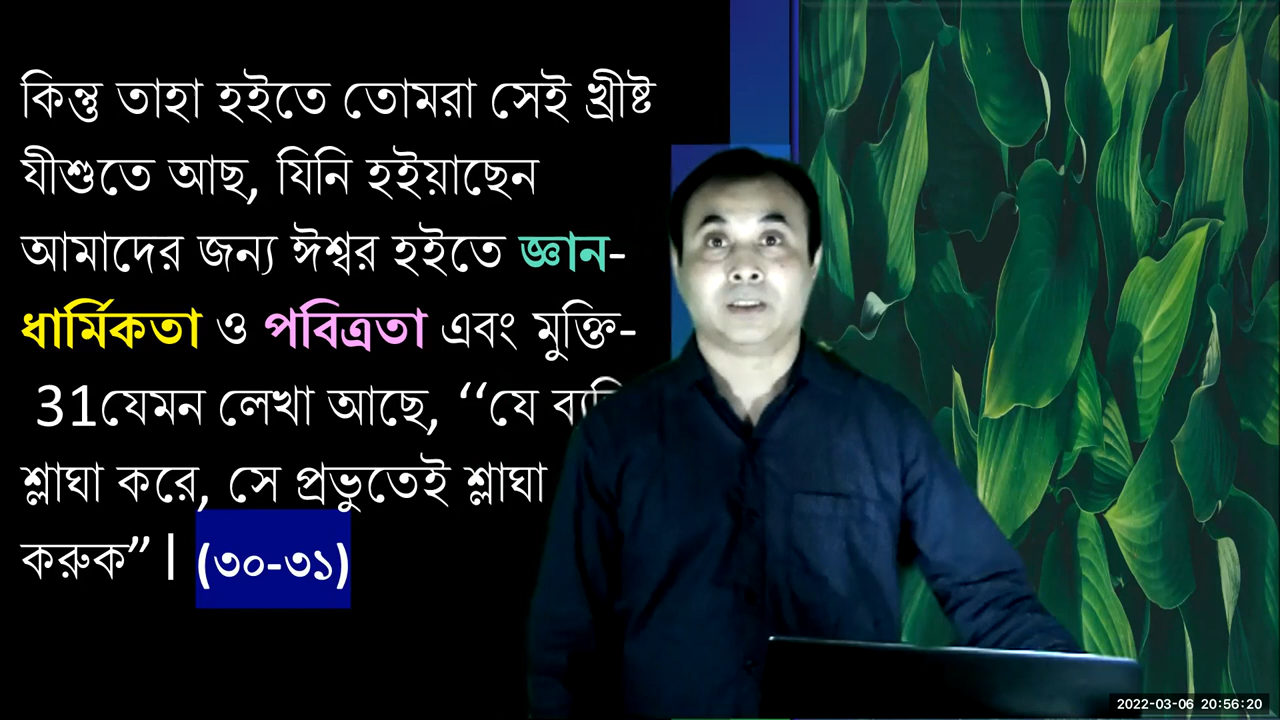 কিন্তু তাহা হইতে তোমরা সেই খ্রীষ্ট
যীশুতে আছ, যিনি হইয়াছেন
আমাদের জন্য ঈশ্বর হইতে জ্ঞান-
ধার্মিকতা ও পবিত্রতা এবং মুক্তি-
31যেমন লেখা আছে, ‘‘যে
শ্লাঘা করে, সে প্রভুতেই শ্লাঘা
করুক” | (৩০-৩১)
2022-03-06 20:56:20